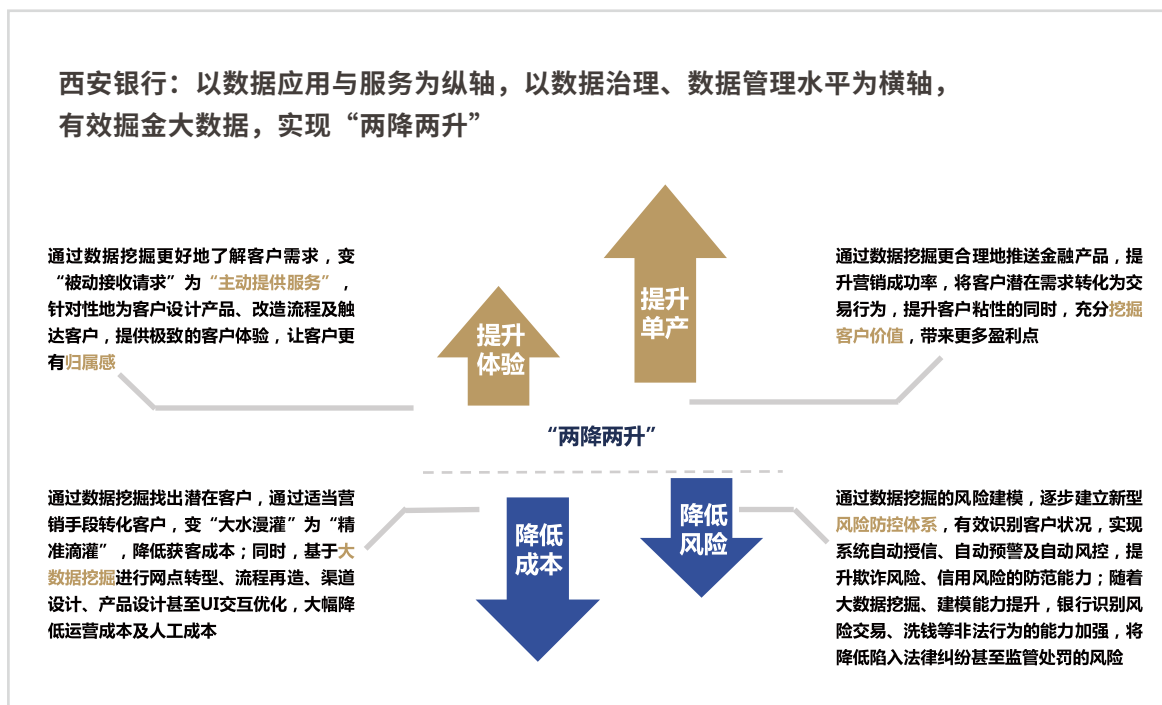 西安银行：以数据应用与服务为纵轴，以数据治理、数据管理水平为横轴，
有效掘金大数据，实现“两降两升”
通过数据挖掘更好地了解客户需求，变
“被动接收请求”为“主动提供服务”，
针对性地为客户设计产品、改造流程及触
达客户，提供极致的客户体验，让客户更
有归属感
提升
体验
提升
单产
通过数据挖掘更合理地推送金融产品，提
升营销成功率，将客户潜在需求转化为交
易行为，提升客户粘性的同时，充分挖掘
客户价值，带来更多盈利点
“两降两升”
通过数据挖掘找出潜在客户，通过适当营
销手段转化客户，变“大水漫灌”为“精
准滴灌”，降低获客成本；同时，基于大
数据挖掘进行网点转型、流程再造、渠道
设计、产品设计甚至UI交互优化，大幅降
低运营成本及人工成本
降低
成本
降低
风险
通过数据挖掘的风险建模，逐步建立新型
风险防控体系，有效识别客户状况，实现
系统自动授信、自动预警及自动风控，提
升欺诈风险、信用风险的防范能力；随着
大数据挖掘、建模能力提升，银行识别风
险交易、洗钱等非法行为的能力加强，将
降低陷入法律纠纷甚至监管处罚的风险